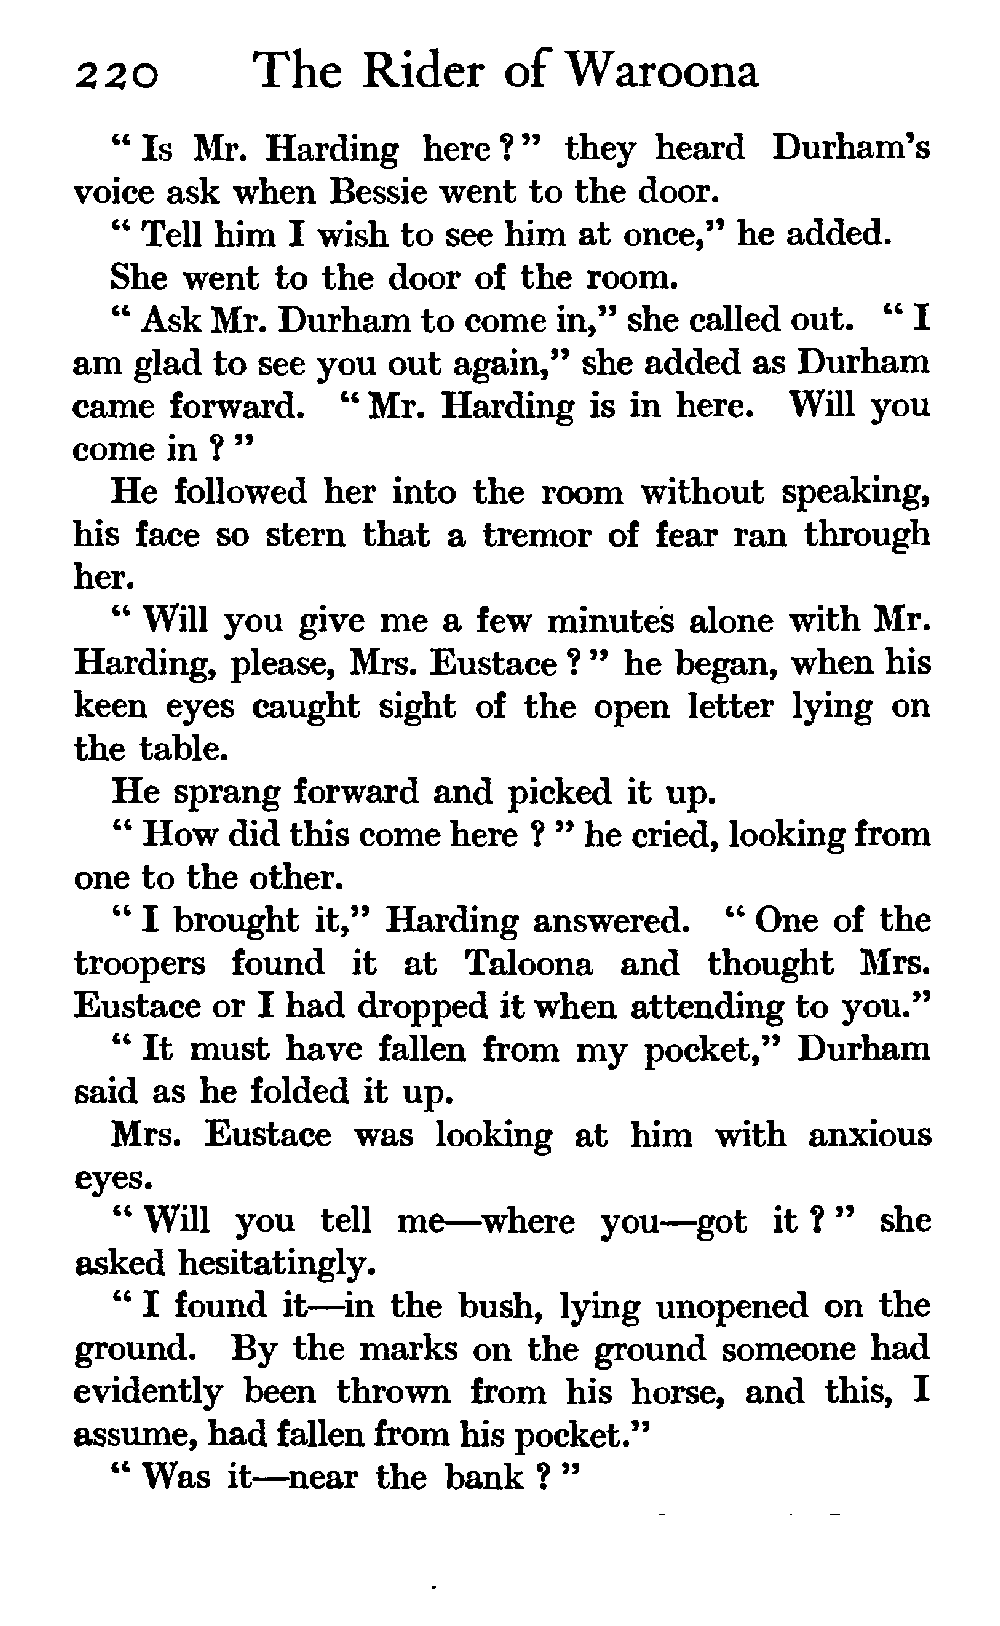 220 The Rider of Waroona
“ Is Mr. Harding here ? ” they heard Durham’s
voice ask when Bessie went to the door.
“ Tell him I wish to see him at once,” he added.
She went to the door of the room.
“ Ask Mr. Durham to come in,” she called out. “ I
am glad to see you out again,” she added as Durham
came forward. “ Mr. Harding is in here. Will you
come in ? ”
He followed her into the room without speaking,
his face so stern that a tremor of fear ran through
her.
“ Will you give me a few minutes alone with Mr.
Harding, please, Mrs. Eustace ? ” he began, when his
keen eyes caught sight of the open letter lying on
the table.
He sprang forward and picked it up.
“ How did this come here ? ” he cried, looking from
one to the other.
“ I brought it,” Harding answered. “ One of the
troopers found it at Taloona and thought Mrs.
Eustace or I had dropped it when attending to you.”
“ It must have fallen from my pocket,” Durham
said as he folded it up.
Mrs. Eustace was looking at him with anxious
eyes.
“ Will you tell me—where you—got it ? ” she
asked hesitatingly.
“ I found it—in the bush, lying unopened on the
ground. By the marks on the ground someone had
evidently been thrown from his horse, and this, I
assume, had fallen from his pocket.”
“ Was it—near the bank ? ”